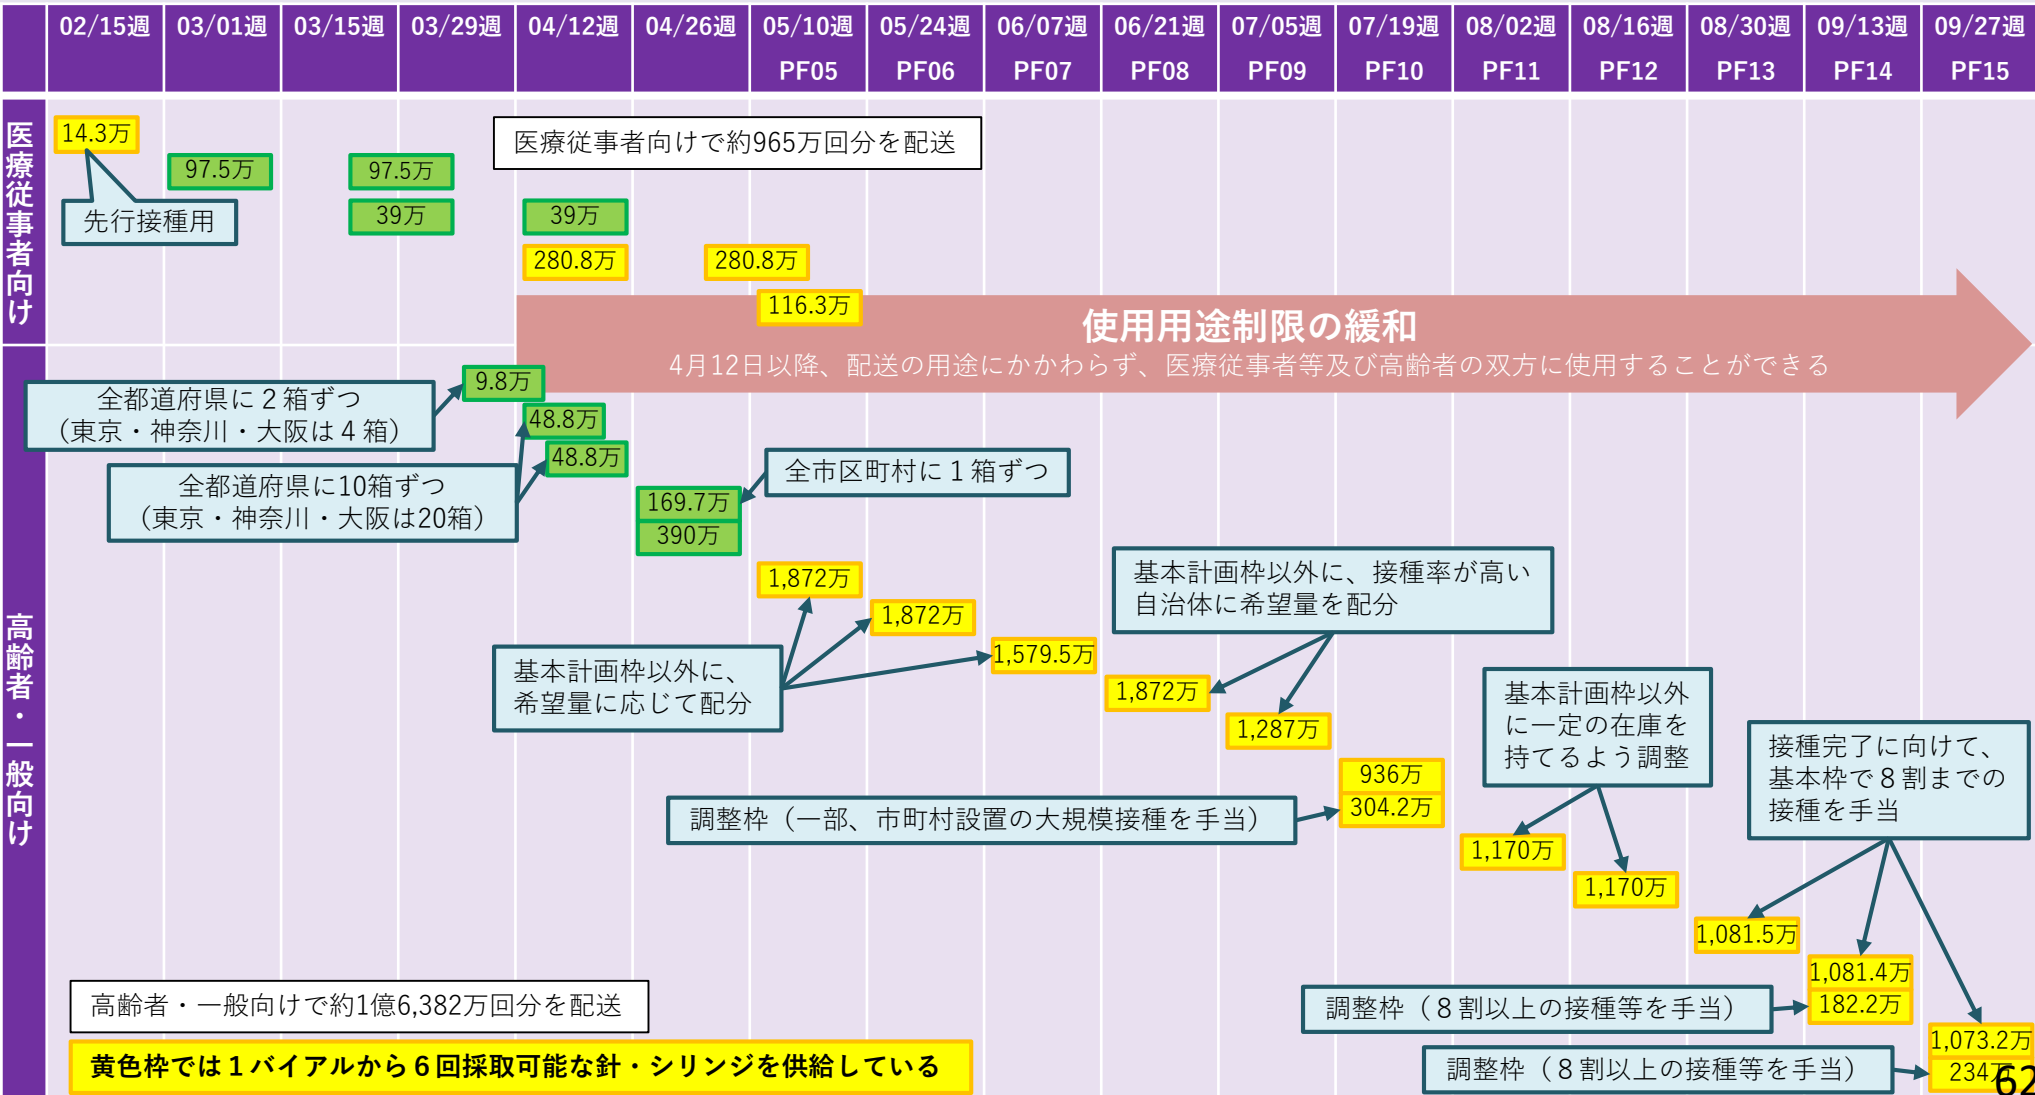 02/15週 03/01週 03/15週 03/29週 04/12週 04/26週 05/10週 05/24週 06/07週 06/21週 07/05週 07/19週 08/02週 08/16週 08/30週 09/13週 09/27週
PF05 PF06 PF07 PF08 PF09 PF10 PF11 PF12 PF13 PF14 PF15
医療従事者向け
14.3万
医療従事者向けで約965万回分を配送
97.5万
97.5万
先行接種用
39万
39万
280.8万
280.8万
116.3万
使用用途制限の緩和
4月12日以降、配送の用途にかかわらず、医療従事者等及び高齢者の双方に使用することができる
高齢者・一般向け
9.8万
全都道府県に２箱ずつ
（東京・神奈川・大阪は４箱）
48.8万
48.8万
全都道府県に10箱ずつ
（東京・神奈川・大阪は20箱）
全市区町村に１箱ずつ
169.7万
390万
1,872万
1,872万
1,579.5万
基本計画枠以外に、
希望量に応じて配分
基本計画枠以外に、接種率が高い
自治体に希望量を配分
1,872万
1,287万
936万
304.2万
調整枠（一部、市町村設置の大規模接種を手当）
基本計画枠以外
に一定の在庫を
持てるよう調整
1,170万
1,170万
接種完了に向けて、
基本枠で８割までの
接種を手当
1,081.5万
1,081.4万
182.2万
調整枠（８割以上の接種等を手当）
1,073.2万
234万
調整枠（８割以上の接種等を手当）
高齢者・一般向けで約1億6,382万回分を配送
黄色枠では１バイアルから６回採取可能な針・シリンジを供給している
62